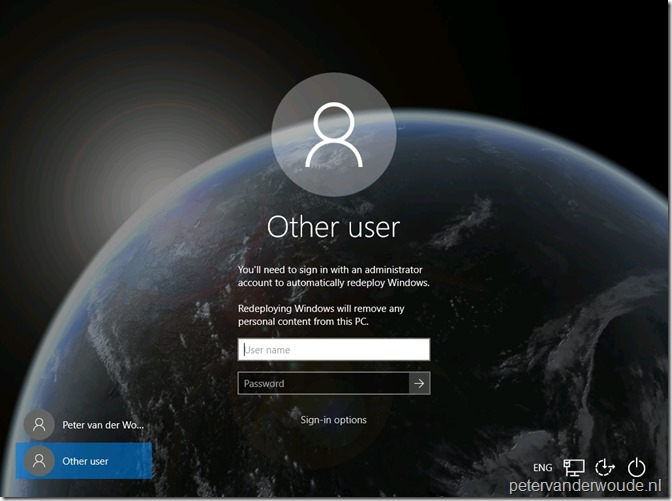 Other user
You'll need to sign in with an administrator
account to automatically redeploy Windows.
Redeploying Windows will remove any
personal content from this PC.
User name
Password
Sign-in options
Peter van der Wo...
Other user
ENG
petervanderwoude.nl